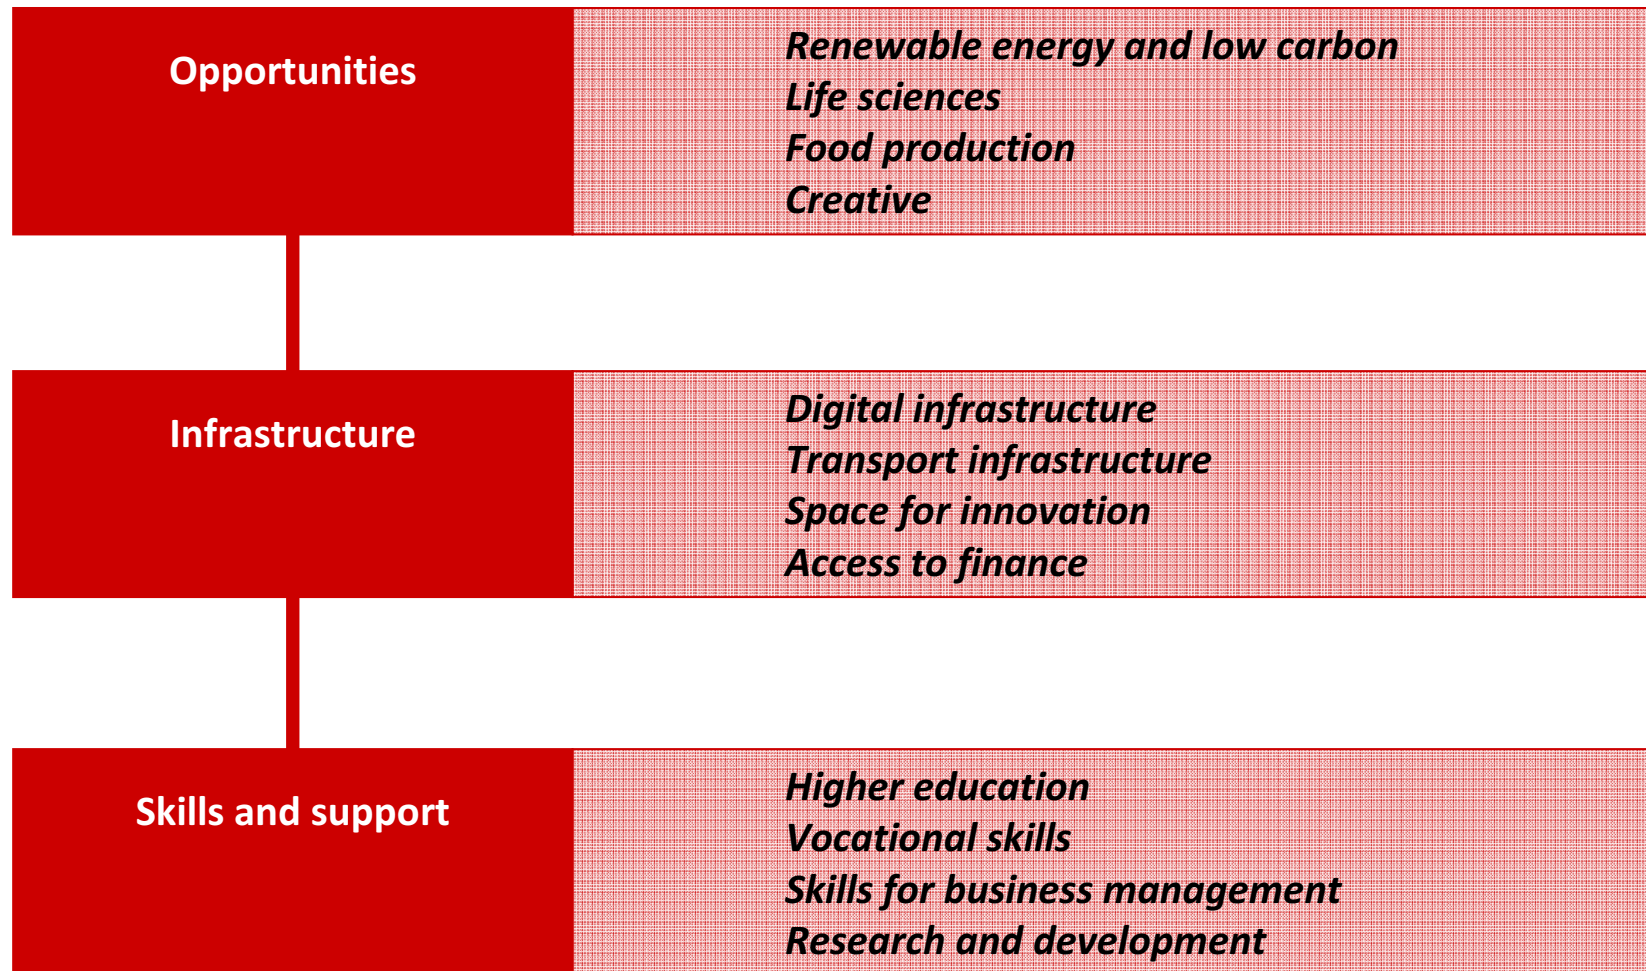 Opportunities
Renewable energy and low carbon
Life sciences
Food production
Creative
Infrastructure
Digital infrastructure
Transport infrastructure
Space for innovation
Access to finance
Skills and support
Higher education
Vocational skills
Skills for business management
Research and development